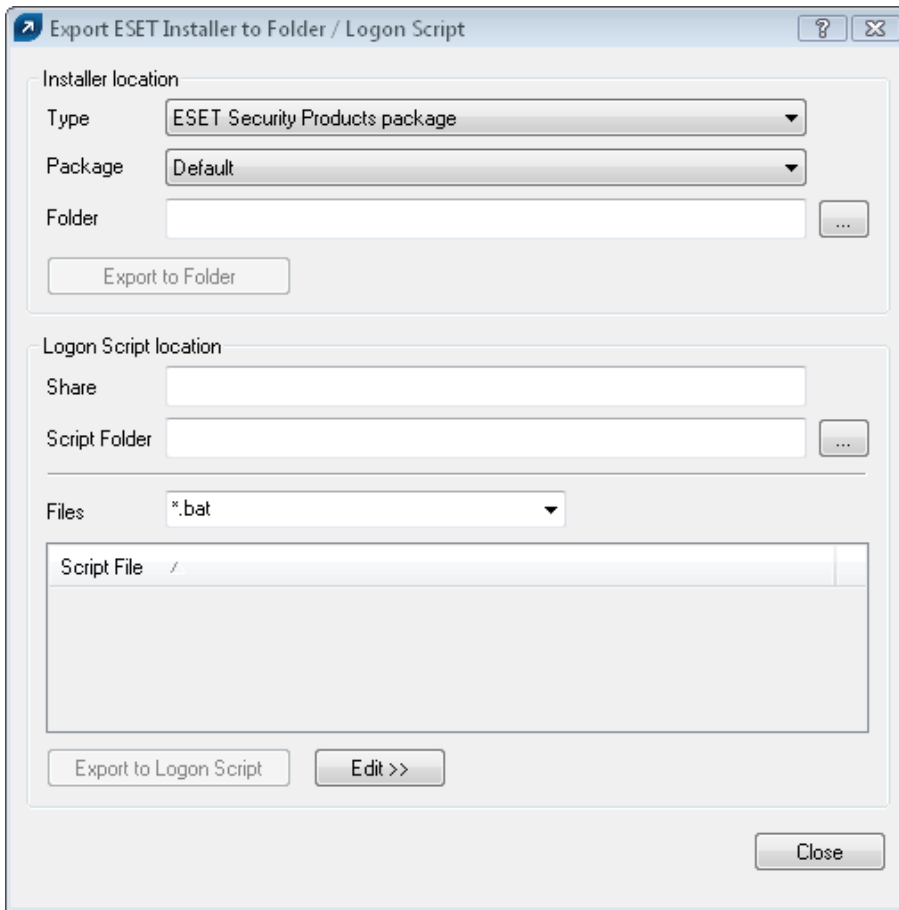 Export ESET Installer to Folder / Logon Script
Installer location
Type ESET Security Products package
Package Default
Folder ...
Export to Folder
Logon Script location
Share
Script Folder ...
Files *.bat
Script File
Export to Logon Script Edit >>
Close